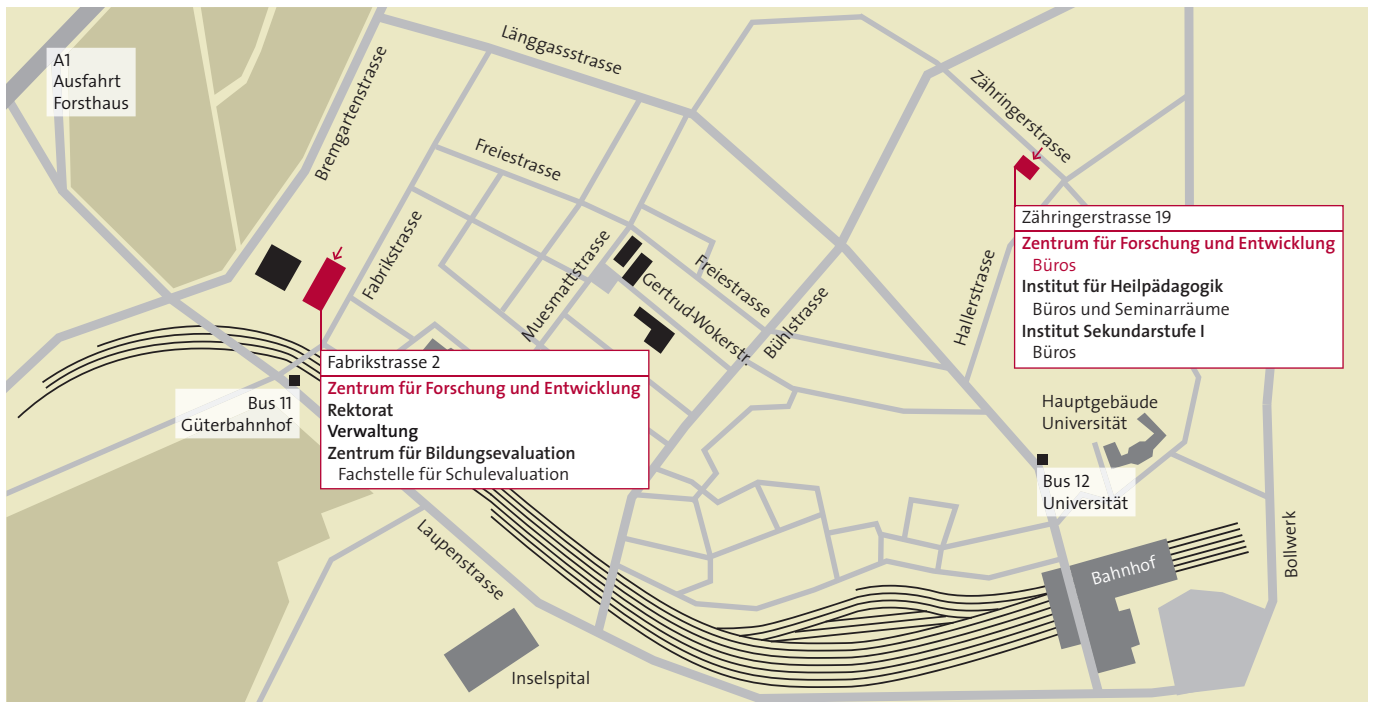 A1
Ausfahrt
Forsthaus
Bremgartenstrasse
Länggassstrasse
Freiestrasse
Fabrikstrasse
Muesmattstrasse
Gertrud-Wokerstr.
Freiestrasse
Bühlstrasse
Zähringerstrasse
Hallerstrasse
Zähringerstrasse 19
Zentrum für Forschung und Entwicklung
Büros
Institut für Heilpädagogik
Büros und Seminarräume
Institut Sekundarstufe I
Büros
Fabrikstrasse 2
Zentrum für Forschung und Entwicklung
Rektorat
Verwaltung
Zentrum für Bildungsevaluation
Fachstelle für Schulevaluation
Bus 11
Güterbahnhof
Hauptgebäude
Universität
Bus 12
Universität
Laupenstrasse
Inselspital
Bahnhof
Bollwerk